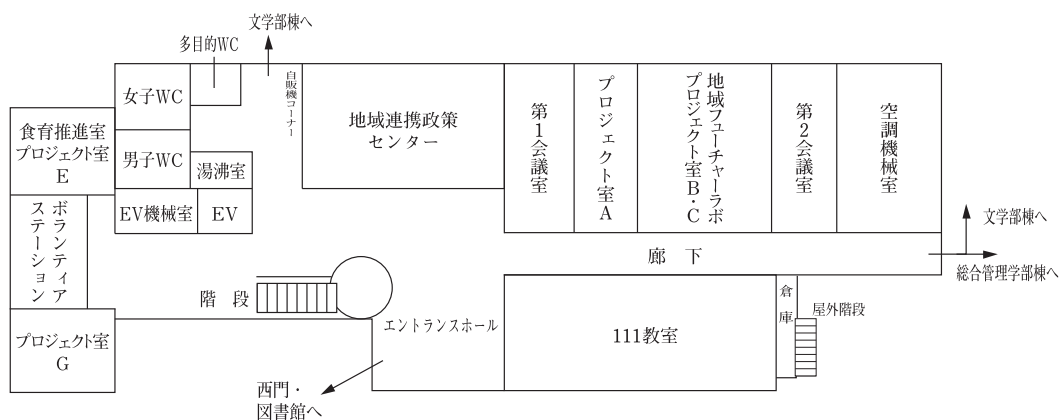 文学部棟へ
多目的WC
自販機コーナー
女子WC
男子WC
湯沸室
EV機械室
EV
食育推進室
プロジェクト室
E
ボランティア
ステーション
プロジェクト室
G
地域連携政策
センター
第1会議室
プロジェクト室A
地域フューチャーラボ
プロジェクト室B・C
第2会議室
空調機械室
文学部棟へ
総合管理学部棟へ
廊　下
階　段
エントランスホール
111教室
倉庫
屋外階段
西門・
図書館へ